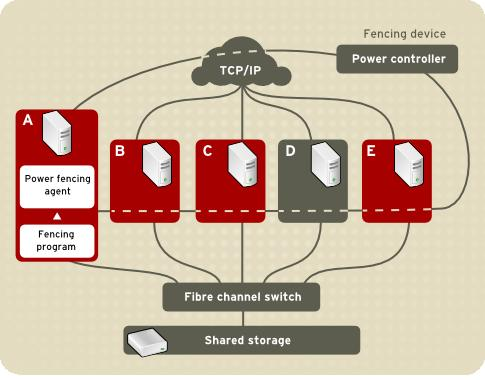 Fencing device
Power controller
TCP/IP
A
B
C
D
E
Power fencing
agent
Fencing
program
Fibre channel switch
Shared storage